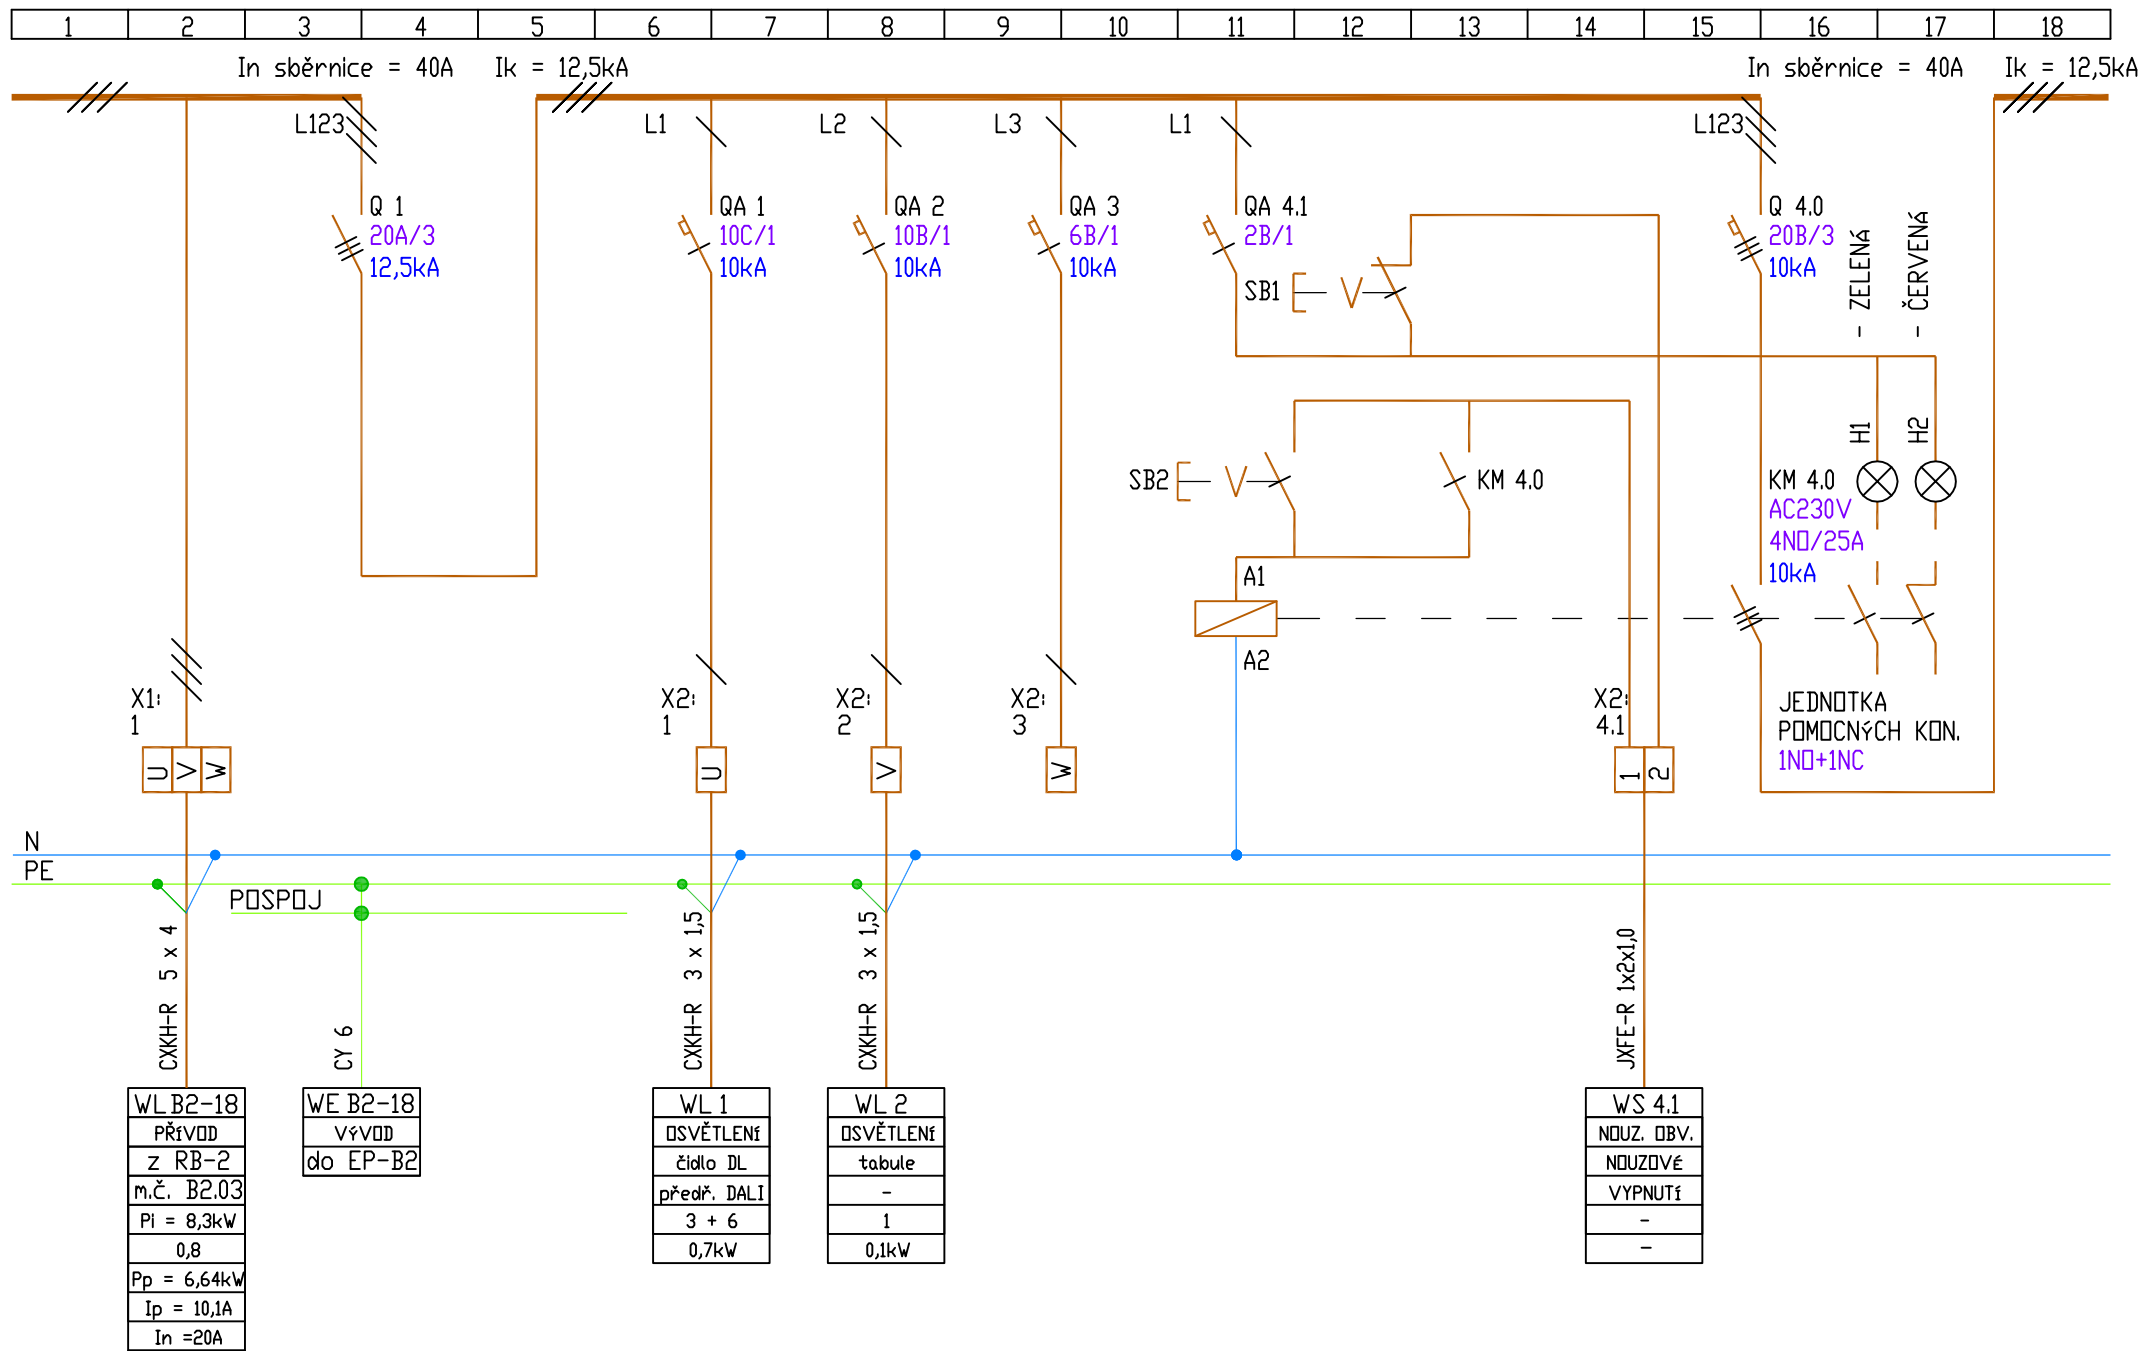 1 2 3 4 5 6 7 8 9 10 11 12 13 14 15 16 17 18
In sběrnice = 40A Ik = 12,5kA In sběrnice = 40A Ik = 12,5kA
L123 L1 L2 L3 L1 L123
Q 1
20A/3
12,5kA
QA 1
10C/1
10kA
QA 2
10B/1
10kA
QA 3
6B/1
10kA
QA 4.1
2B/1
SB1
Q 4.0
20B/3
10kA
- ZELENÁ
- ČERVENÁ
H1
H2
SB2
KM 4.0
KM 4.0
AC230V
4NO/25A
10kA
A1
A2
X1:
1
U V W
X2:
1
U
X2:
2
V
X2:
3
W
X2:
4.1
1 2
JEDNOTKA
POMOCNÝCH KON.
1NO+1NC
N
PE
POSPOJ
CXKH-R 5 x 4
CY 6
CXKH-R 3 x 1,5
CXKH-R 3 x 1,5
JXFE-R 1x2x1,0
WL B2-18
PŘÍVOD
z RB-2
m.č. B2.03
Pi = 8,3kW
0,8
Pp = 6,64kW
Ip = 10,1A
In =20A
WE B2-18
VÝVOD
do EP-B2
WL 1
OSVĚTLENÍ
čidlo DL
předř. DALI
3 + 6
0,7kW
WL 2
OSVĚTLENÍ
tabule
-
1
0,1kW
WS 4.1
NOUZ. OBV.
NOUZOVÉ
VYPNUTÍ
-
-